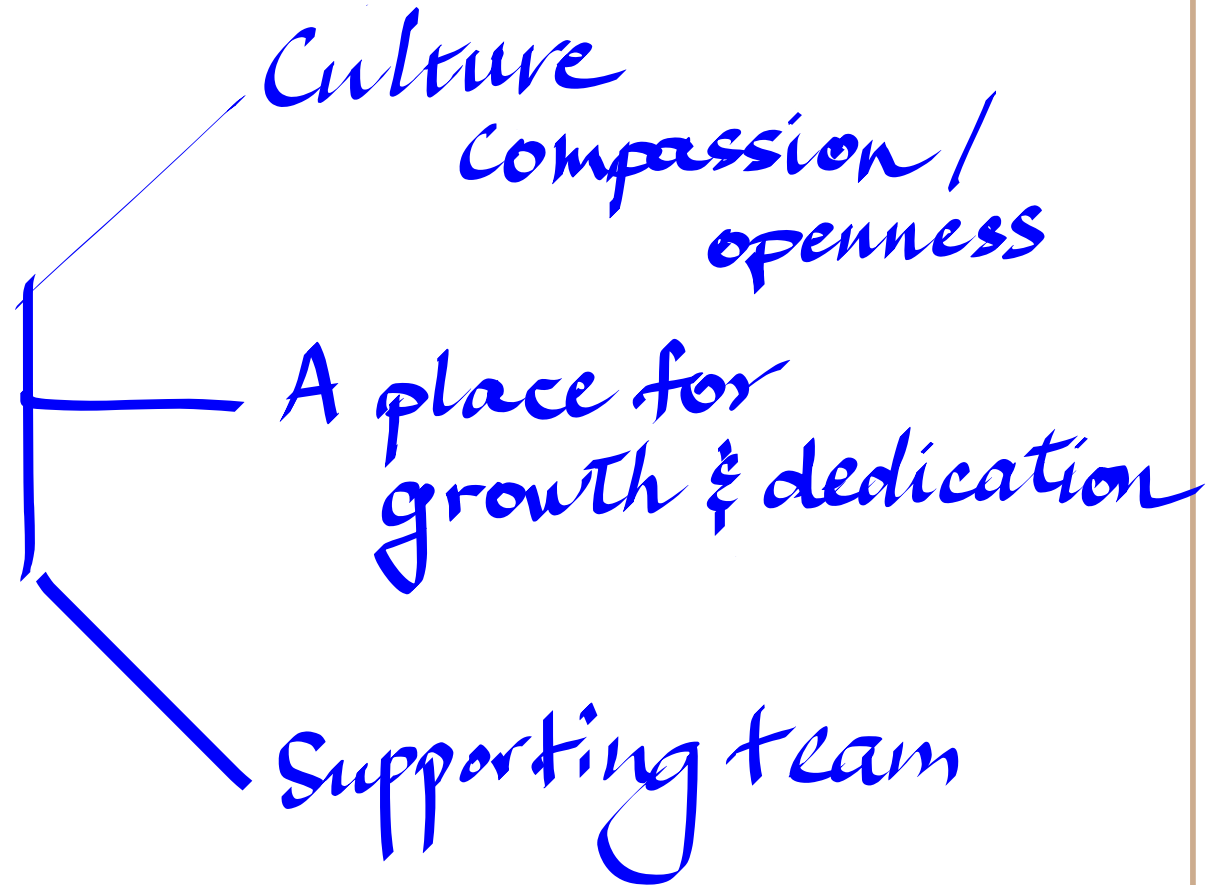 Culture
compassion /
openness
A place for
growth & dedication
Supporting team